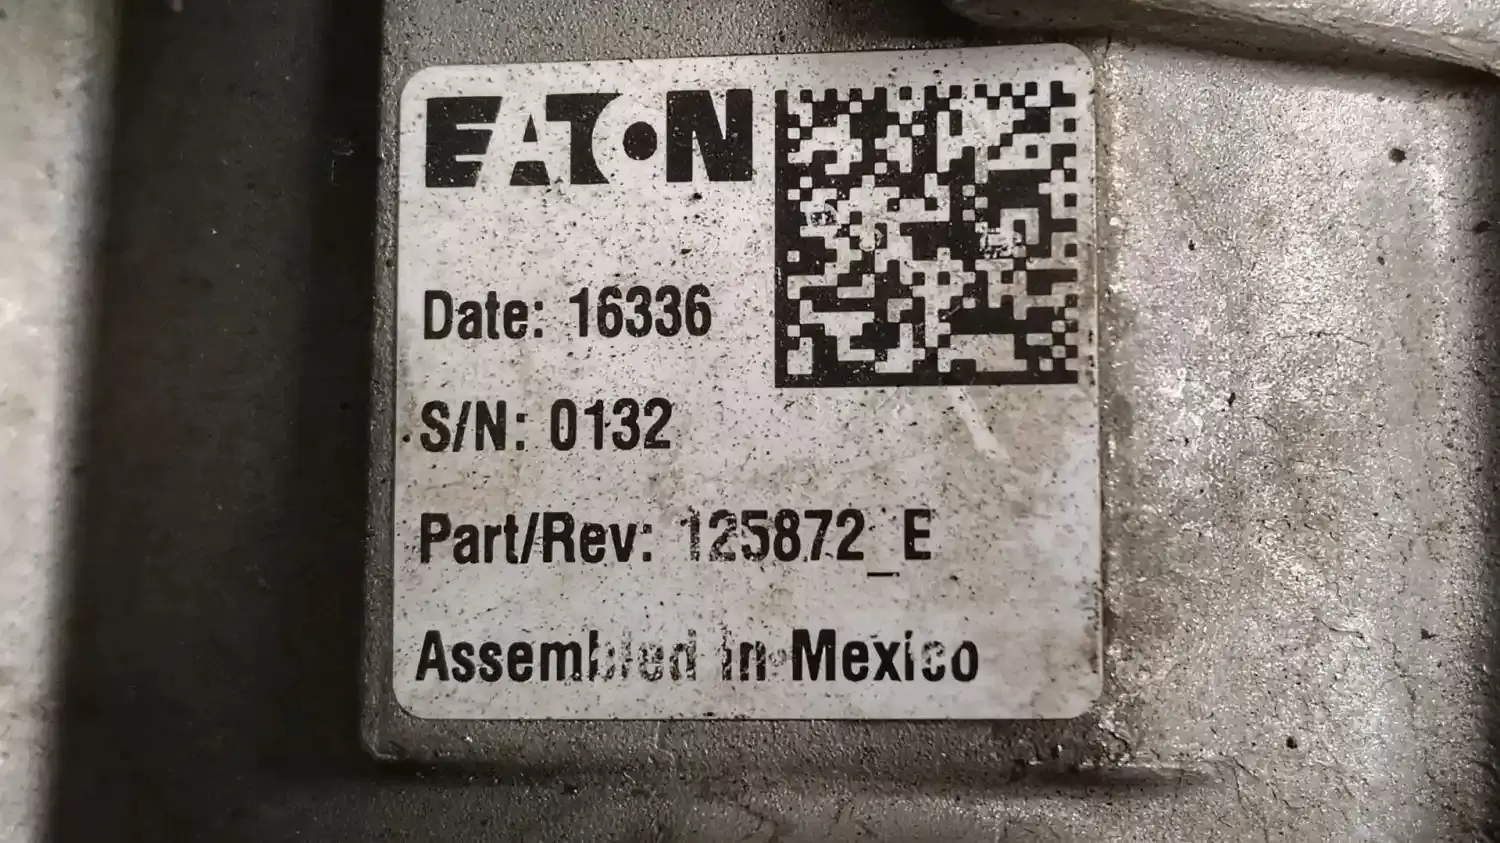 EATON
Date: 16336
S/N: 0132
Part/Rev: 125872_E
Assembled in Mexico